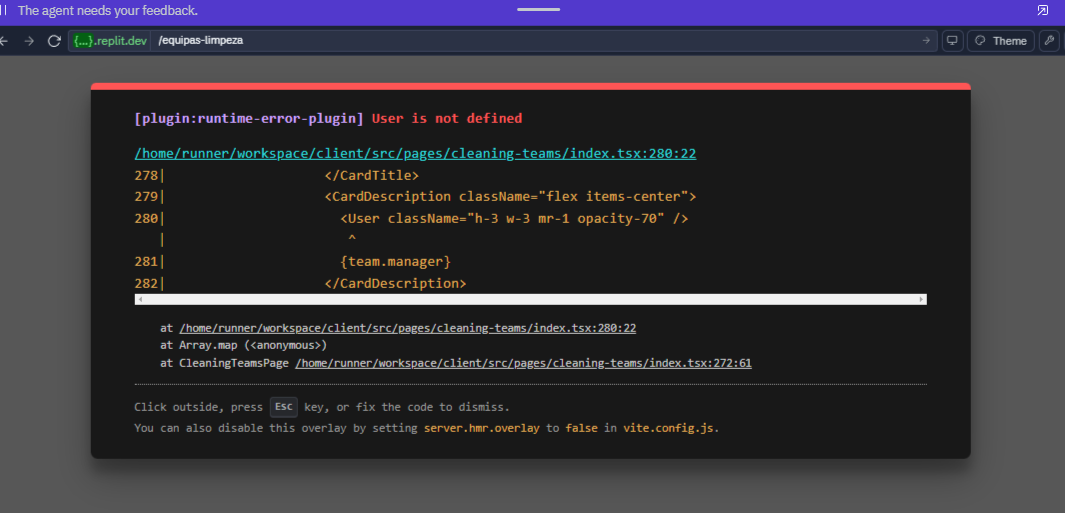 The agent needs your feedback.
{...}.replit.dev /equipas-limpeza
Theme
[plugin:runtime-error-plugin] User is not defined
/home/runner/workspace/client/src/pages/cleaning-teams/index.tsx:280:22
278| </CardTitle>
279| <CardDescription className="flex items-center">
280| <User className="h-3 w-3 mr-1 opacity-70" />
| ^
281| {team.manager}
282| </CardDescription>
at /home/runner/workspace/client/src/pages/cleaning-teams/index.tsx:280:22
at Array.map (<anonymous>)
at CleaningTeamsPage /home/runner/workspace/client/src/pages/cleaning-teams/index.tsx:272:61
Click outside, press Esc key, or fix the code to dismiss.
You can also disable this overlay by setting server.hmr.overlay to false in vite.config.js.